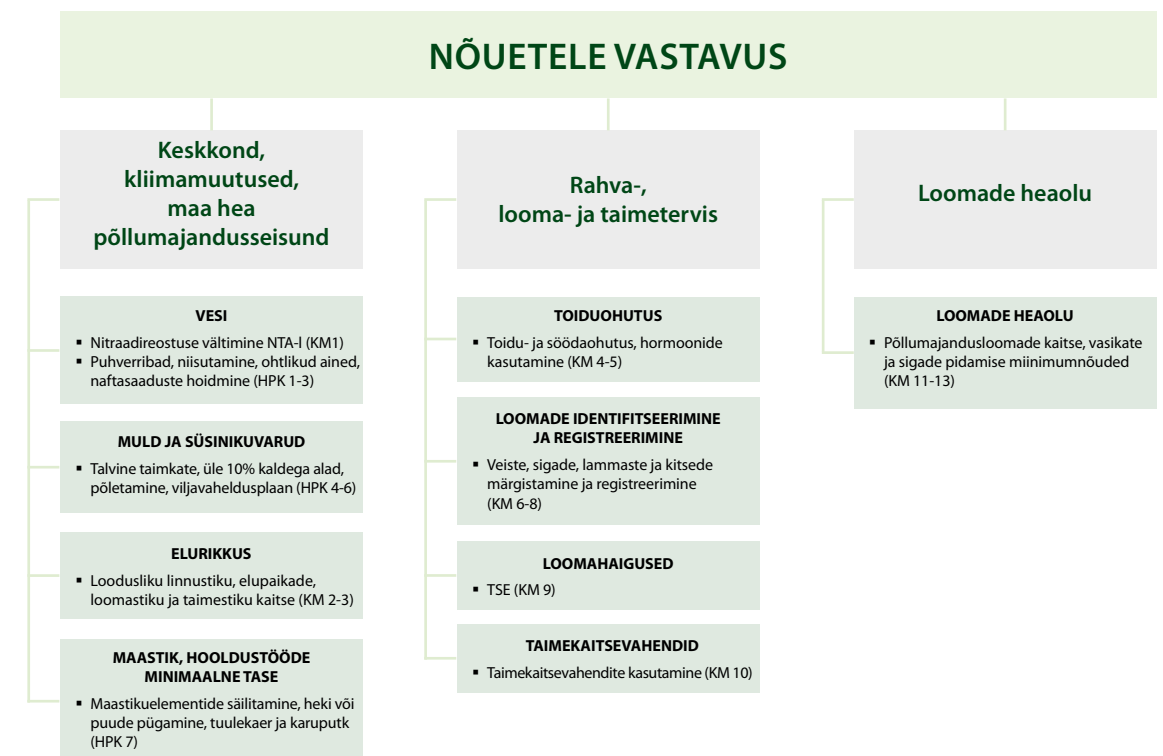 NÕUETELE VASTAVUS
Keskkond,
kliimamuutused,
maa hea
põllumajandusseisund
VESI
▪ Nitraadireostuse vältimine NTA-l (KM1)
▪ Puhverribad, niisutamine, ohtlikud ained,
naftasaaduste hoidmine (HPK 1-3)
MULD JA SÜSINIKUVARUD
▪ Talvine taimkate, üle 10% kaldega alad,
põletamine, viljavaheldusplaan (HPK 4-6)
ELURIKKUS
▪ Loodusliku linnustiku, elupaikade,
loomastiku ja taimestiku kaitse (KM 2-3)
MAASTIK, HOOLDUSTÖÖDE
MINIMAALNE TASE
▪ Maastikuelementide säilitamine, heki või
puude pügamine, tuulekaer ja karuputk
(HPK 7)
Rahva-,
looma- ja taimetervis
TOIDUOHUTUS
▪ Toidu- ja söödaohutus, hormoonide
kasutamine (KM 4-5)
LOOMADE IDENTIFITSEERIMINE
JA REGISTREERIMINE
▪ Veiste, sigade, lammaste ja kitsede
märgistamine ja registreerimine
(KM 6-8)
LOOMAHAIGUSED
▪ TSE (KM 9)
TAIMEKAITSEVAHENDID
▪ Taimekaitsevahendite kasutamine (KM 10)
Loomade heaolu
LOOMADE HEAOLU
▪ Põllumajandusloomade kaitse, vasikate
ja sigade pidamise miinimumnõuded
(KM 11-13)